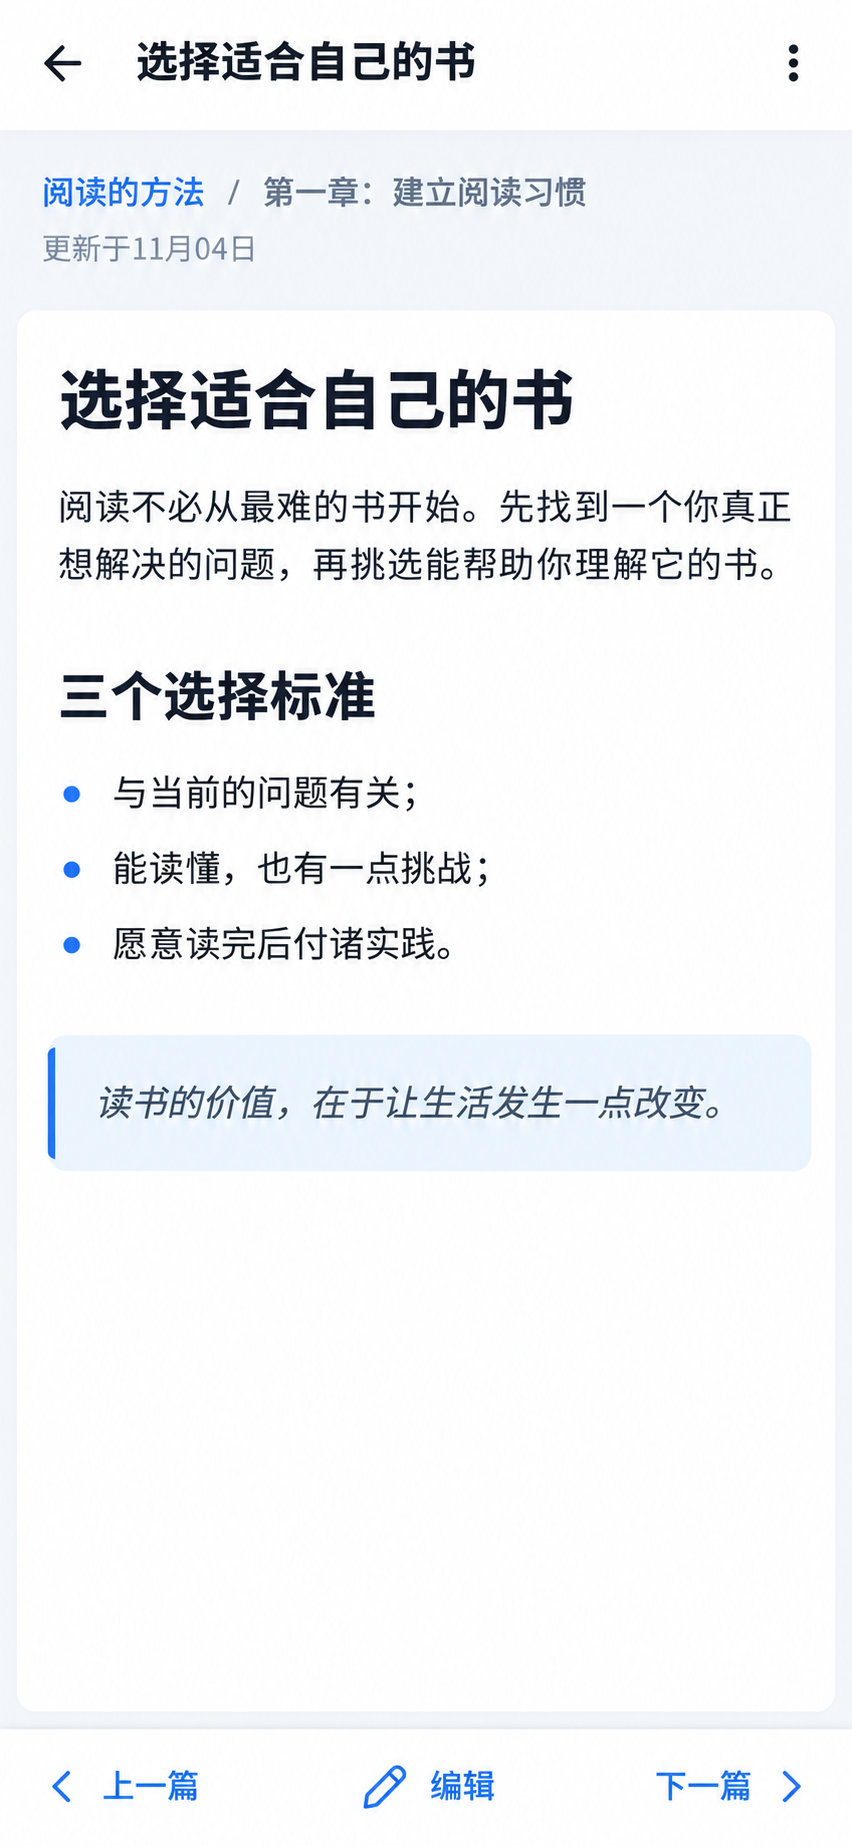 选择适合自己的书
阅读的方法 / 第一章：建立阅读习惯
更新于11月04日
选择适合自己的书
阅读不必从最难的书开始。先找到一个你真正
想解决的问题，再挑选能帮助你理解它的书。
三个选择标准
与当前的问题有关；
能读懂，也有一点挑战；
愿意读完后付诸实践。
读书的价值，在于让生活发生一点改变。
上一篇 编辑 下一篇